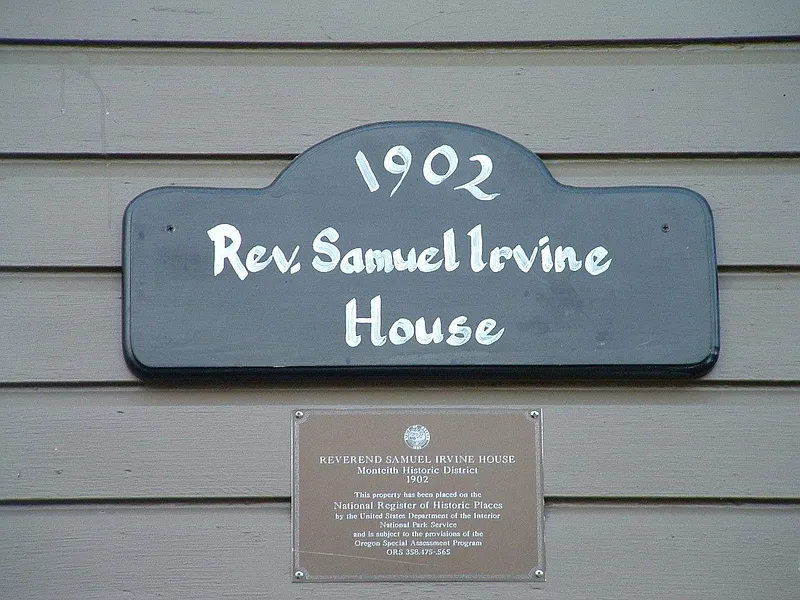 1902
Rev. Samuel Irvine
House
REVEREND SAMUEL IRVINE HOUSE
Monteith Historic District
1902
This property has been placed on the
National Register of Historic Places
by the United States Department of the Interior
National Park Service
and is subject to the provisions of the
Oregon Special Assessment Program
ORS 358.475-.565